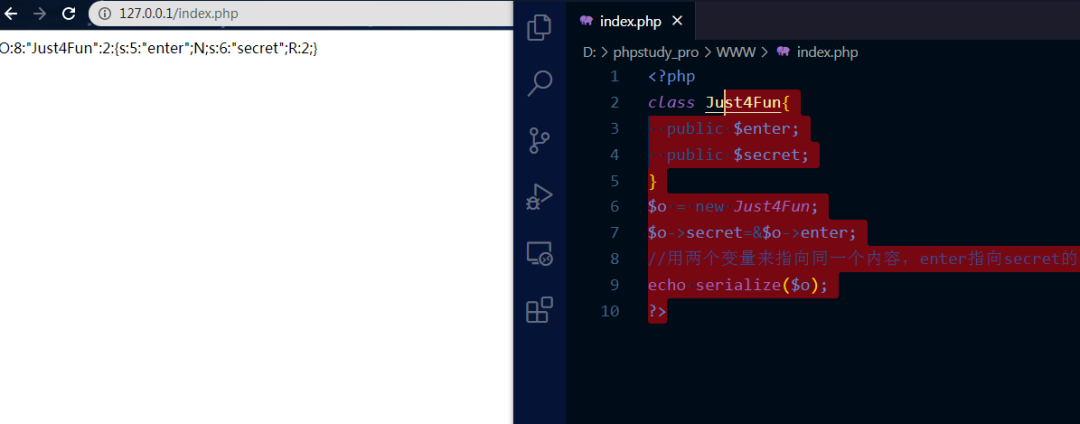 127.0.0.1/index.php
O:8:"Just4Fun":2:{s:5:"enter";N;s:6:"secret";R:2;}
index.php
D: > phpstudy_pro > WWW > index.php
1 <?php
2 class Just4Fun{
3 public $enter;
4 public $secret;
5 }
6 $o = new Just4Fun;
7 $o->secret=&$o->enter;
8 //用两个变量来指向同一个内容，enter指向secret的
9 echo serialize($o);
10 ?>